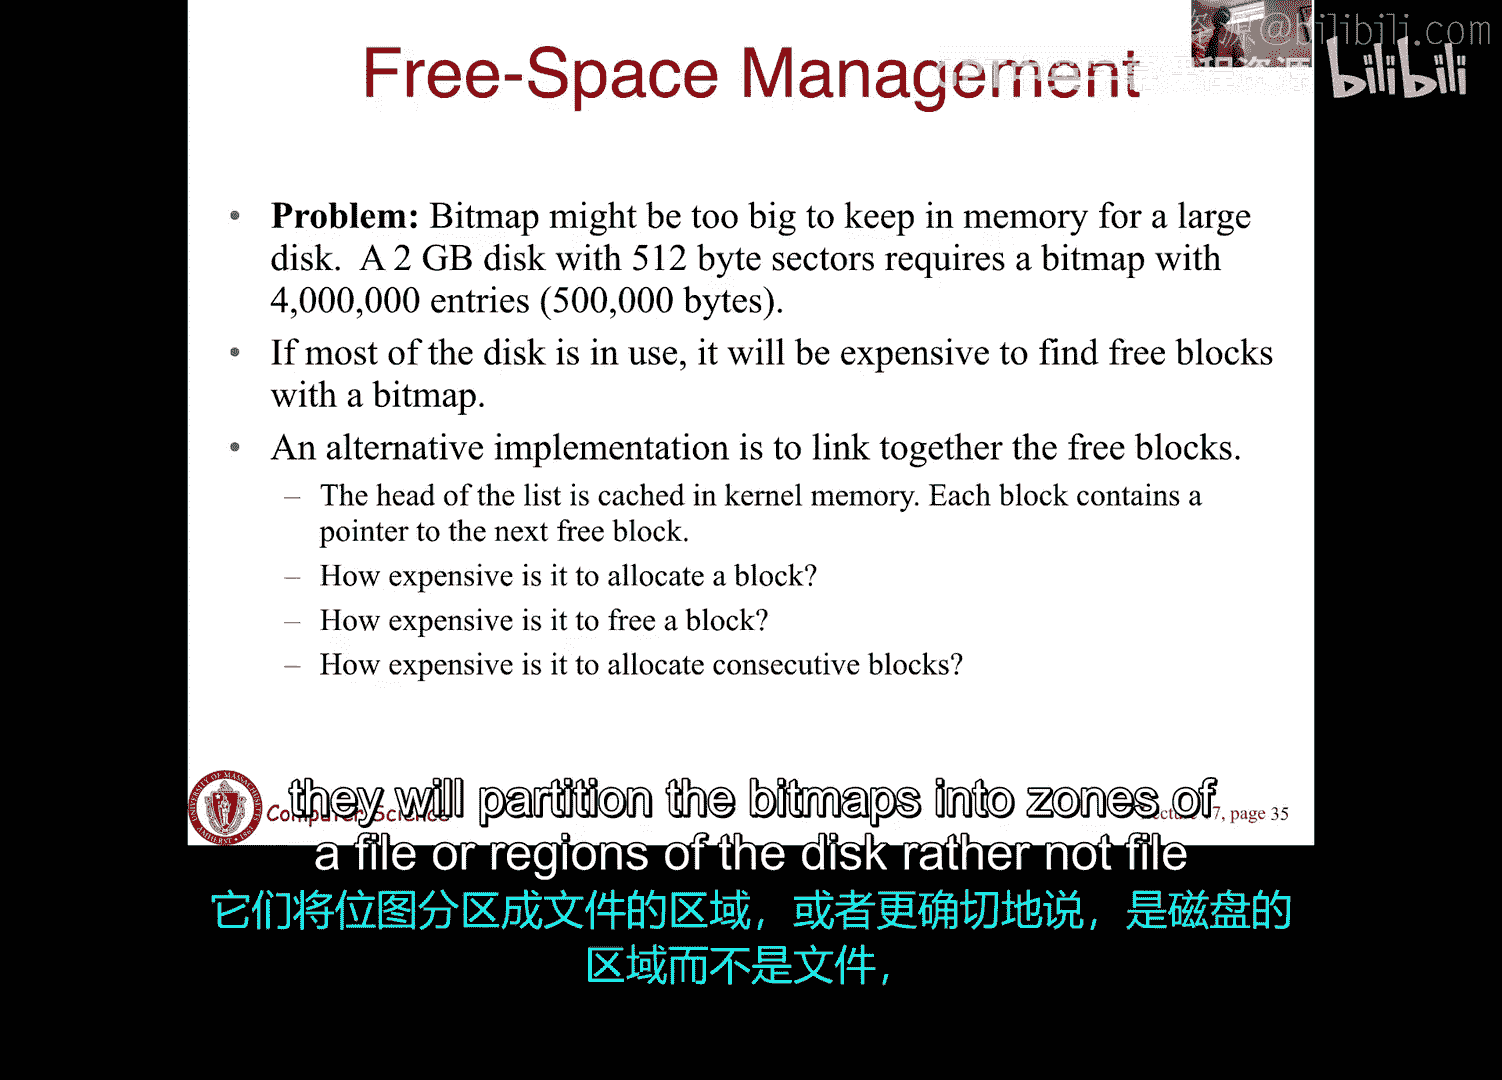 Free-Space Management
@bilibili.com
bilibili
• Problem: Bitmap might be too big to keep in memory for a large
disk. A 2 GB disk with 512 byte sectors requires a bitmap with
4,000,000 entries (500,000 bytes).
• If most of the disk is in use, it will be expensive to find free blocks
with a bitmap.
• An alternative implementation is to link together the free blocks.
– The head of the list is cached in kernel memory. Each block contains a
pointer to the next free block.
– How expensive is it to allocate a block?
– How expensive is it to free a block?
– How expensive is it to allocate consecutive blocks?
Computer Science
7, page 35
they will partition the bitmaps into zones of
a file or regions of the disk rather not file
它们将位图分区成文件的区域，或者更确切地说，是磁盘的
区域而不是文件，